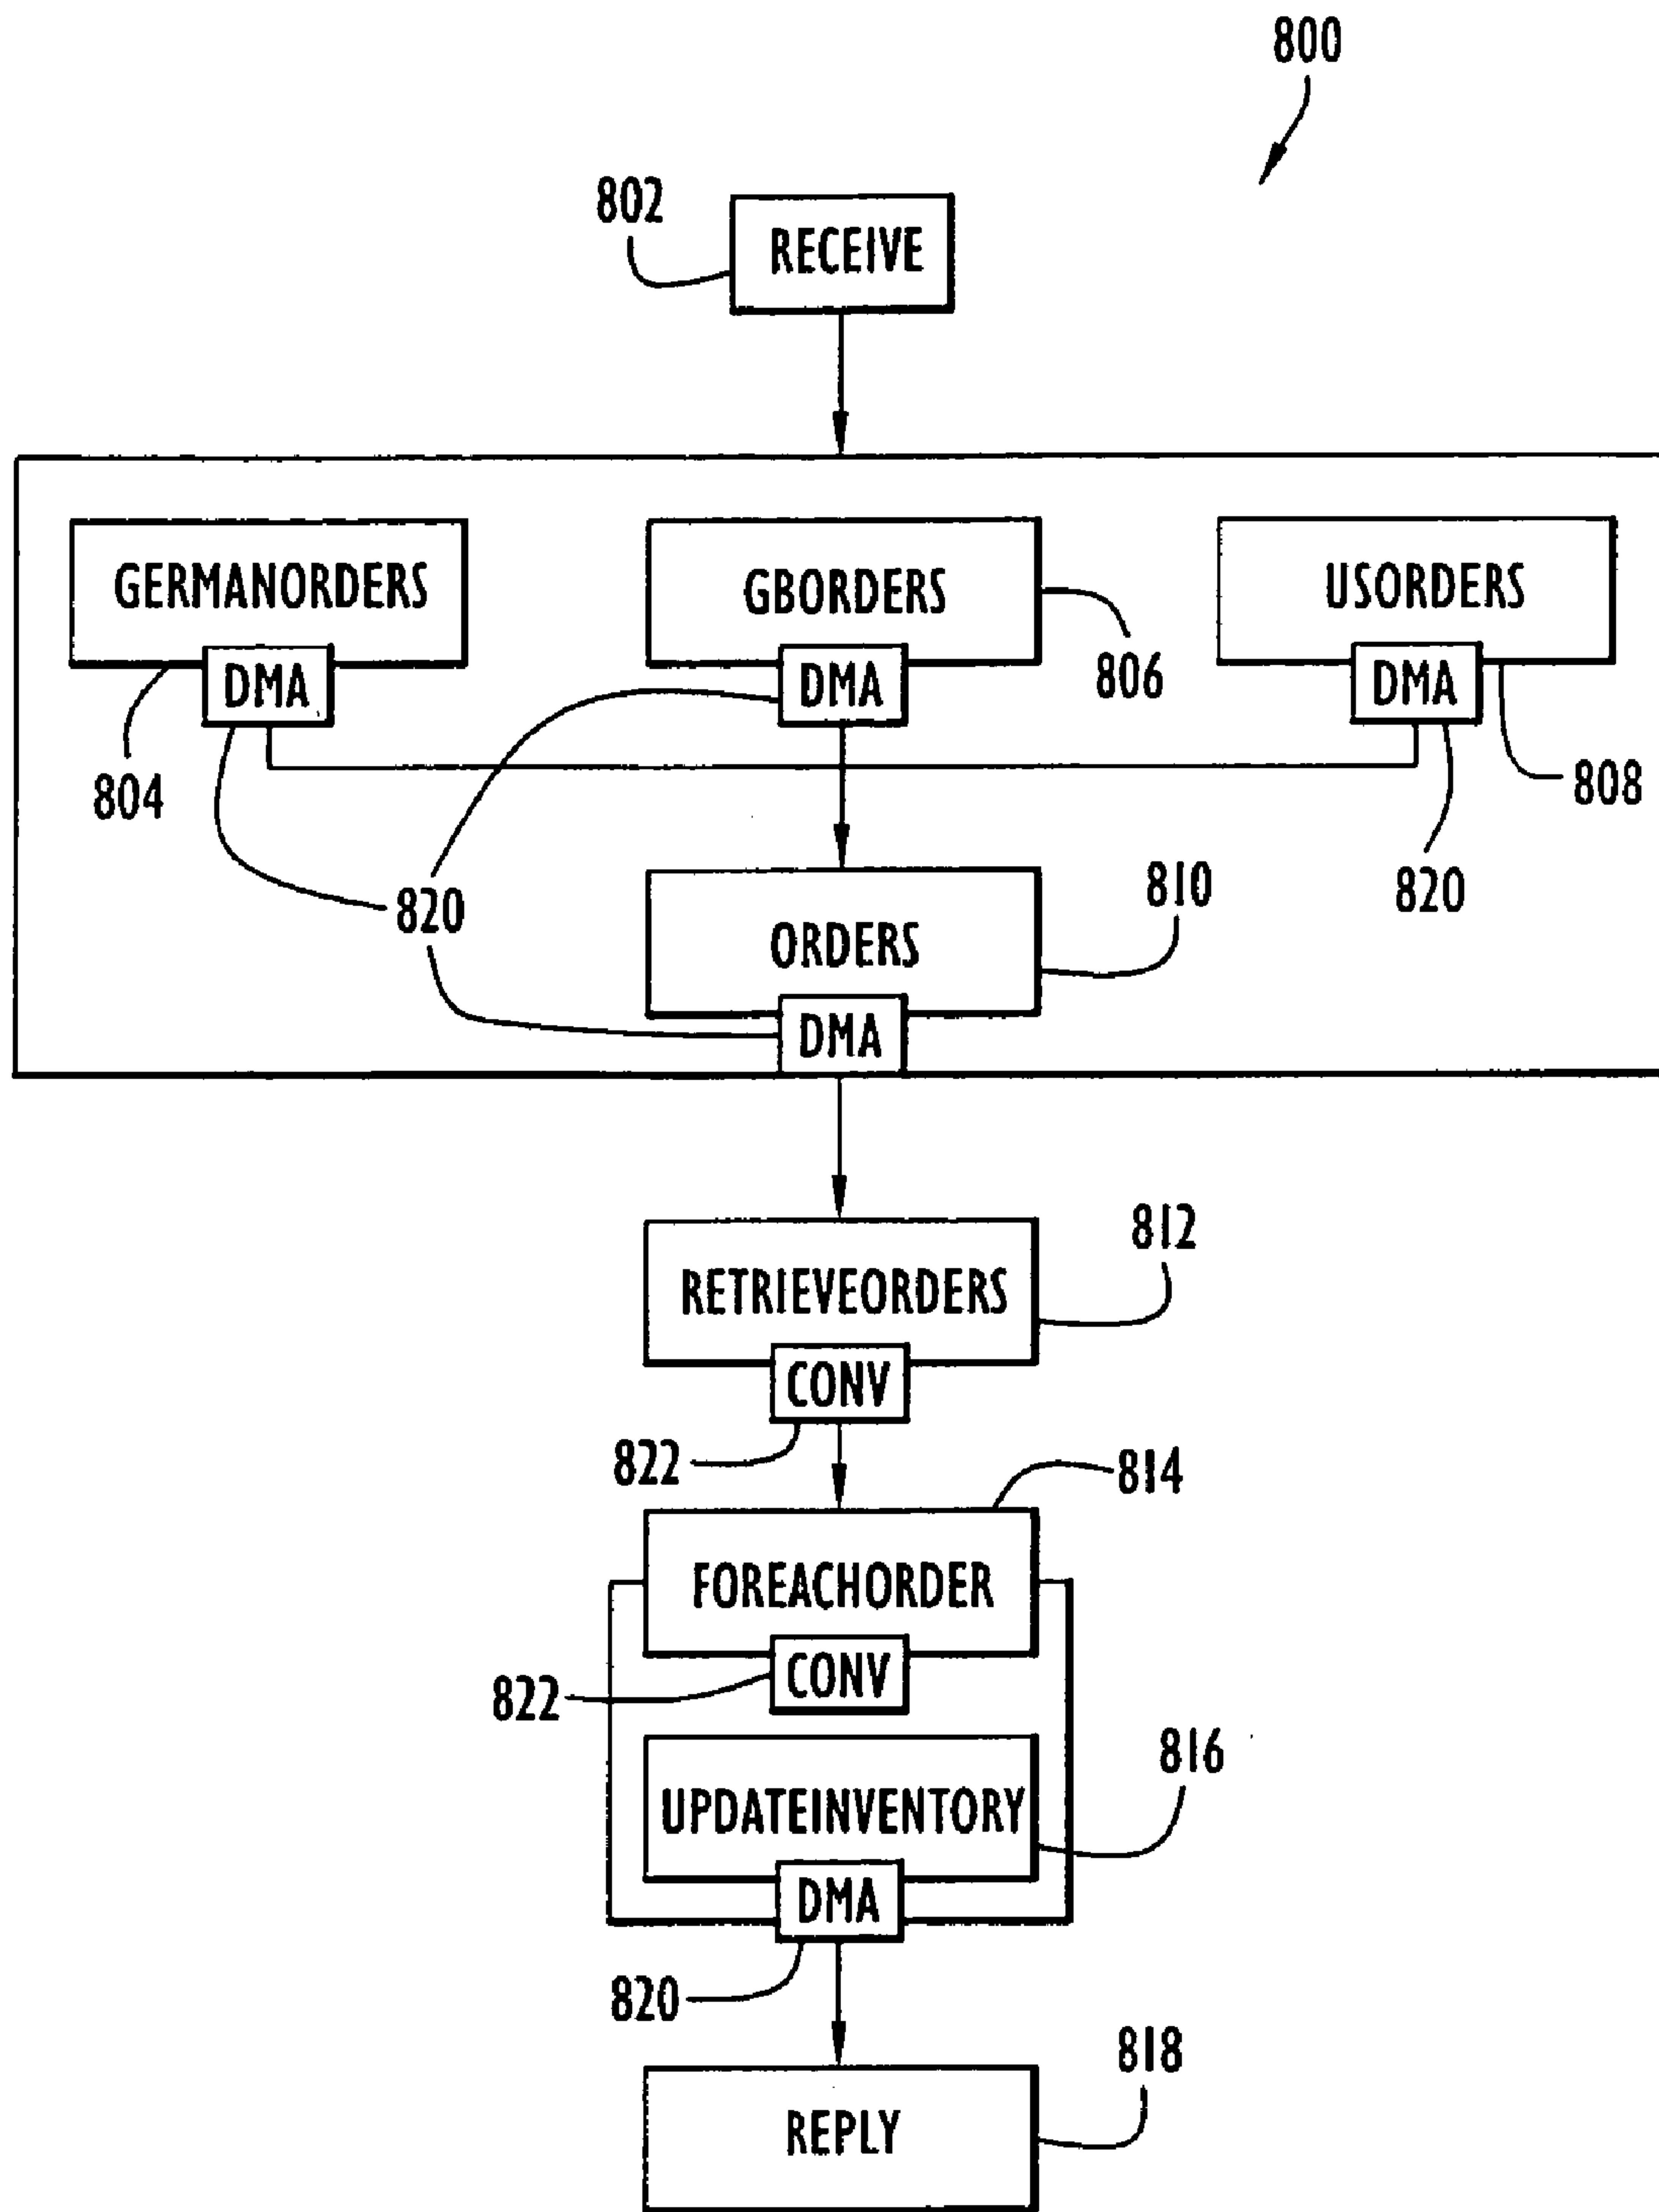 800
802
RECEIVE
GERMANORDERS
GBORDERS
USORDERS
DMA
DMA
806
DMA
804
808
820
810
820
ORDERS
DMA
812
RETRIEVEORDERS
CONV
822
814
FOREACHORDER
CONV
822
816
UPDATEINVENTORY
DMA
820
818
REPLY